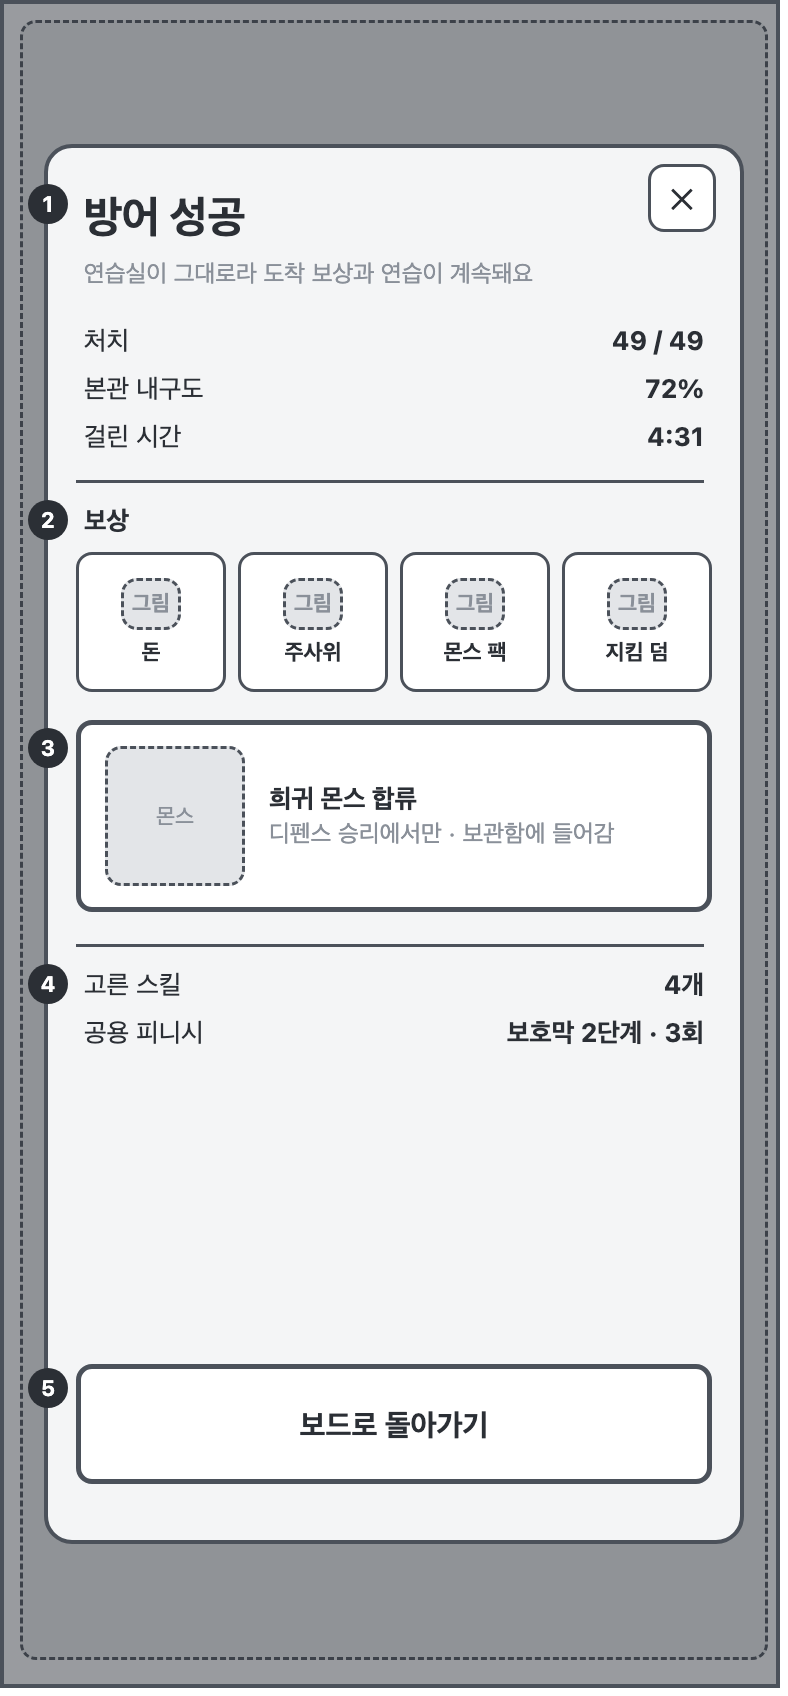 1 방어 성공
연습실이 그대로라 도착 보상과 연습이 계속돼요
처치 49 / 49
본관 내구도 72%
걸린 시간 4:31
2 보상
그림 그림 그림 그림
돈 주사위 몬스 팩 지킴 덤
3
몬스
희귀 몬스 합류
디펜스 승리에서만 · 보관함에 들어감
4 고른 스킬 4개
공용 피니시 보호막 2단계 · 3회
5
보드로 돌아가기